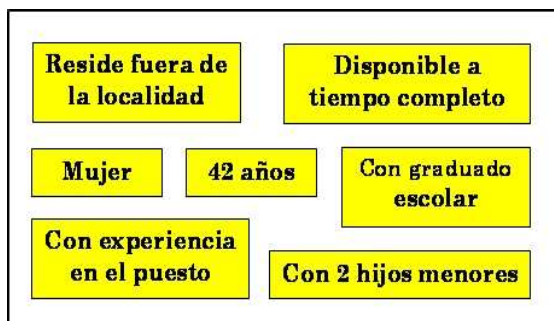 Reside fuera de
la localidad
Disponible a
tiempo completo
Mujer
42 años
Con graduado
escolar
Con experiencia
en el puesto
Con 2 hijos menores